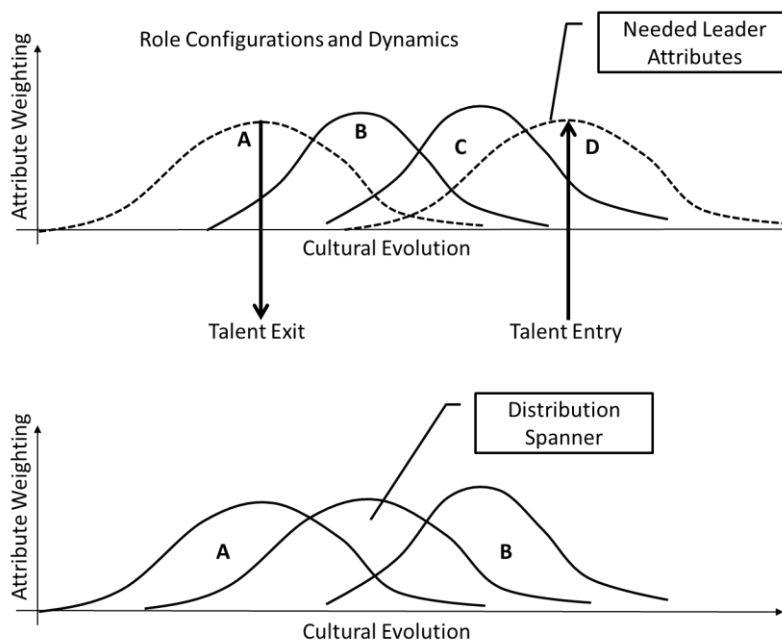 Role Configurations and Dynamics
Needed Leader
Attributes
Attribute Weighting
A
B
C
D
Cultural Evolution
Talent Exit
Talent Entry
Distribution
Spanner
Attribute Weighting
A
B
Cultural Evolution